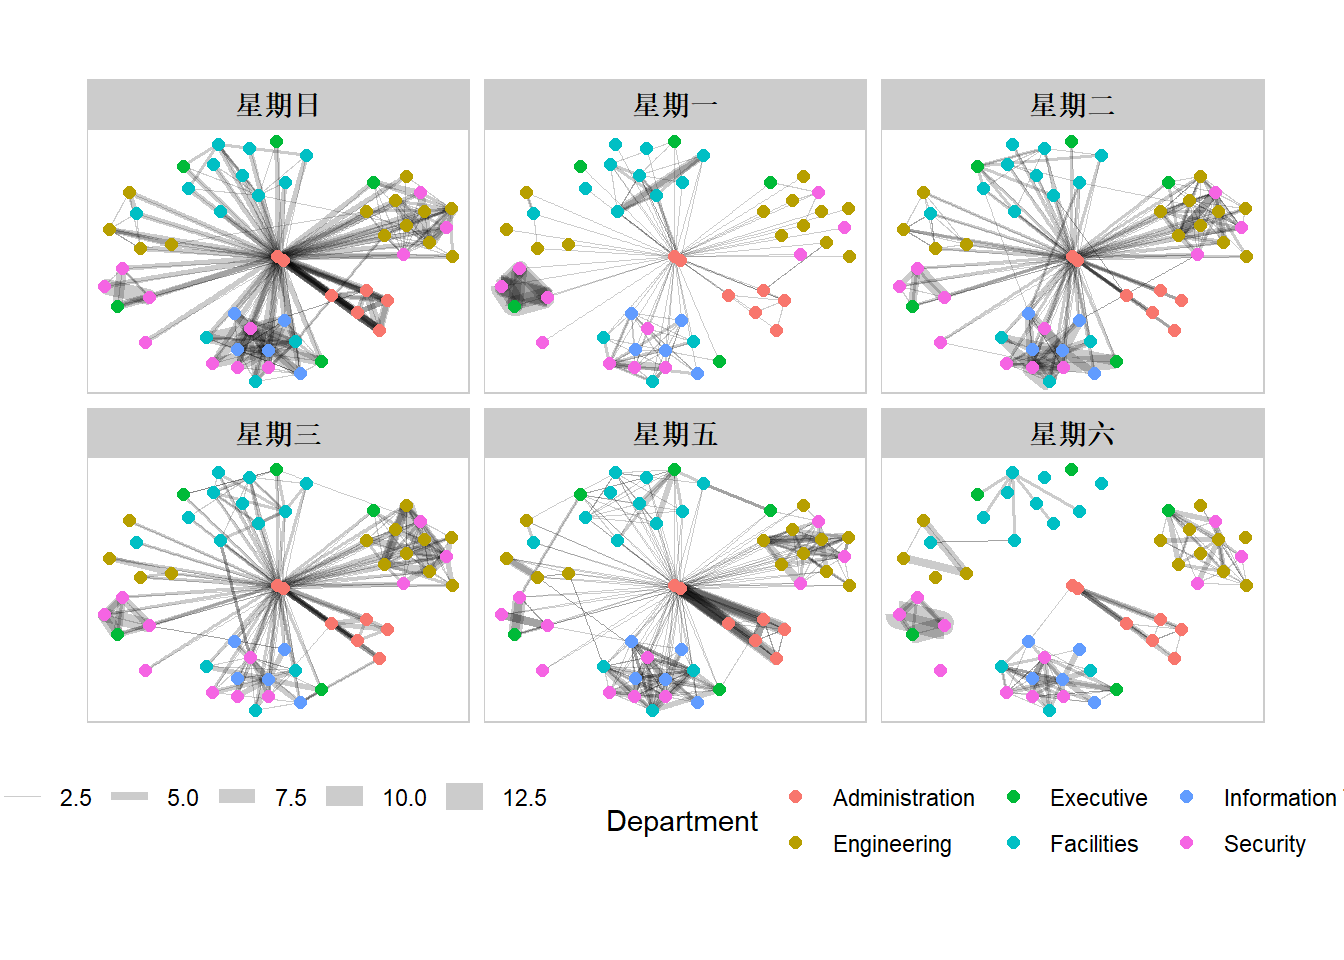 星期日
星期一
星期二
星期三
星期五
星期六
2.5 5.0 7.5 10.0 12.5
Department
Administration Executive Information
Engineering Facilities Security